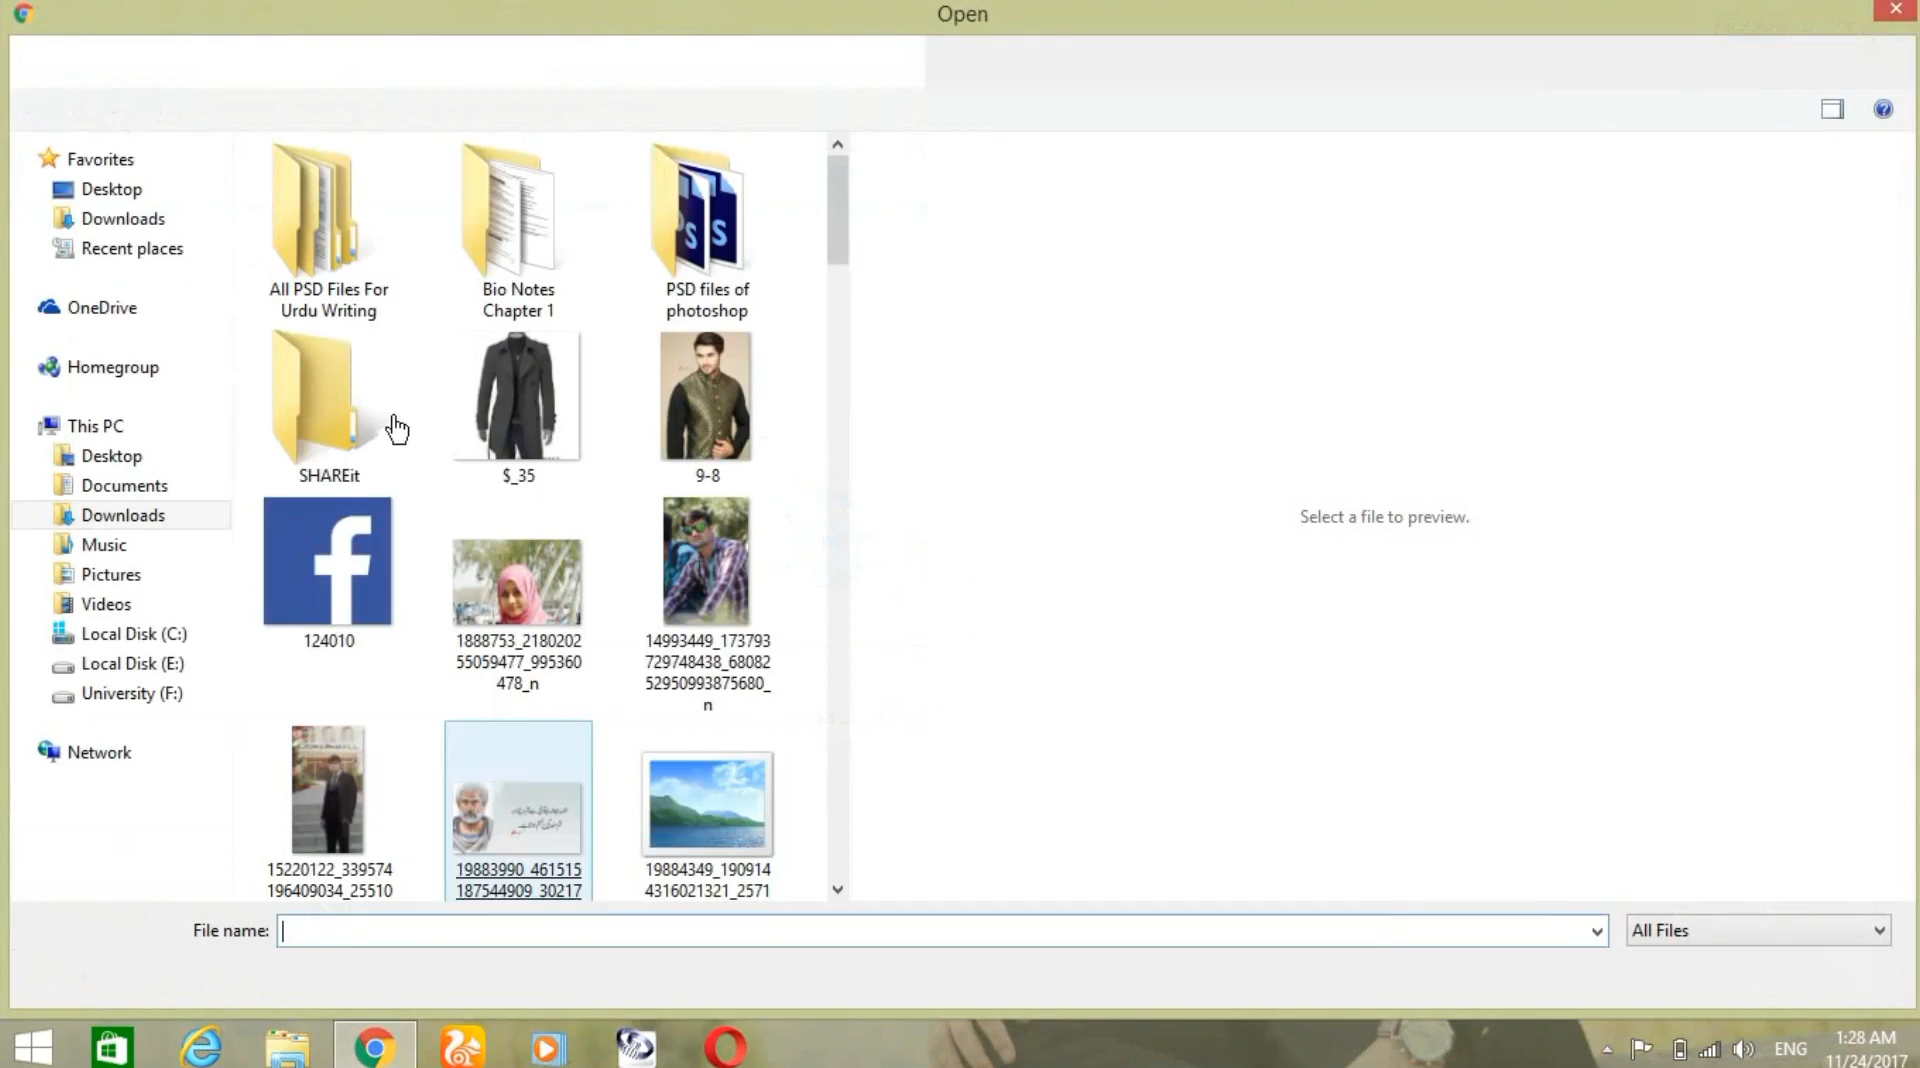 Open
Favorites
Desktop
Downloads
Recent places
OneDrive
Homegroup
This PC
Desktop
Documents
Downloads
Music
Pictures
Videos
Local Disk (C:)
Local Disk (E:)
University (F:)
Network
All PSD Files For
Urdu Writing
Bio Notes
Chapter 1
PSD files of
photoshop
SHAREit
$_35
9-8
124010
1888753_2180202
55059477_995360
478_n
14993449_173793
729748438_68082
52950993875680_
n
15220122_339574
196409034_25510
19883990_461515
187544909_30217
19884349_190914
4316021321_2571
Select a file to preview.
File name:
All Files
ENG
1:28 AM
11/24/2017